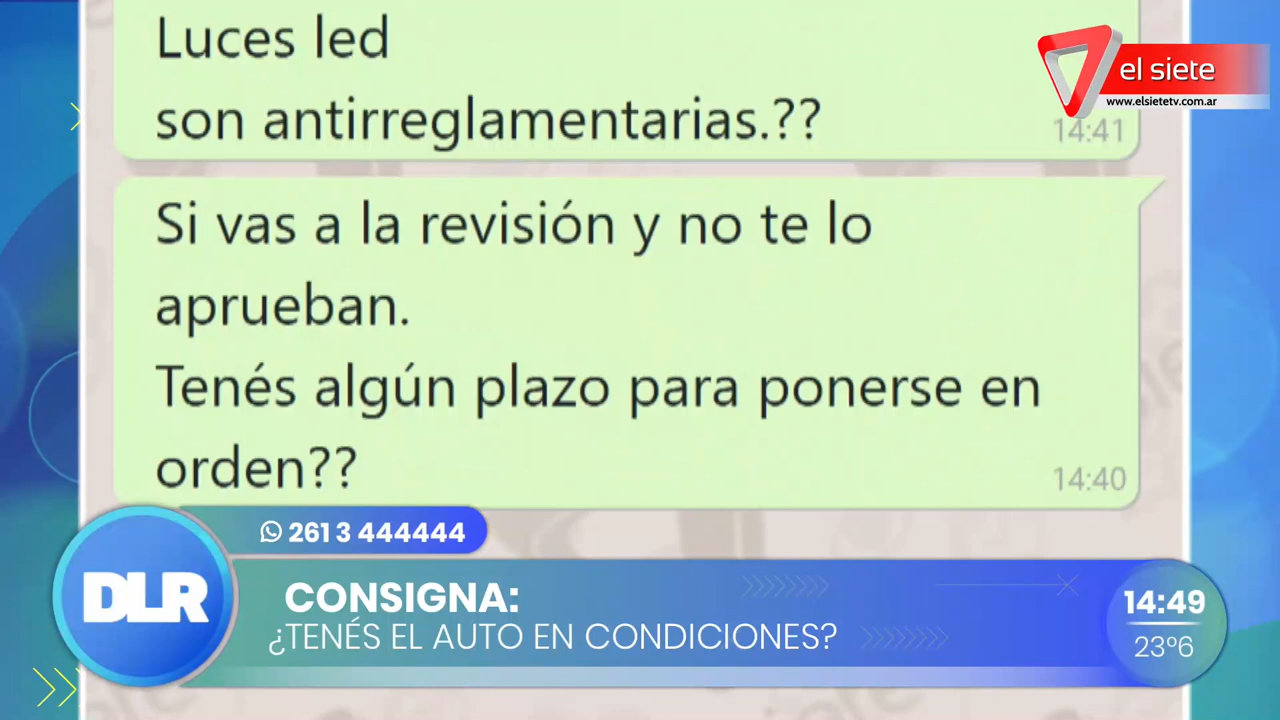 Luces led
son antirreglamentarias.??
14:41
el siete
www.elsietetv.com.ar
Si vas a la revisión y no te lo
aprueban.
Tenés algún plazo para ponerse en
orden??
14:40
261 3 444444
DLR
CONSIGNA:
¿TENÉS EL AUTO EN CONDICIONES?
14:49
23°6